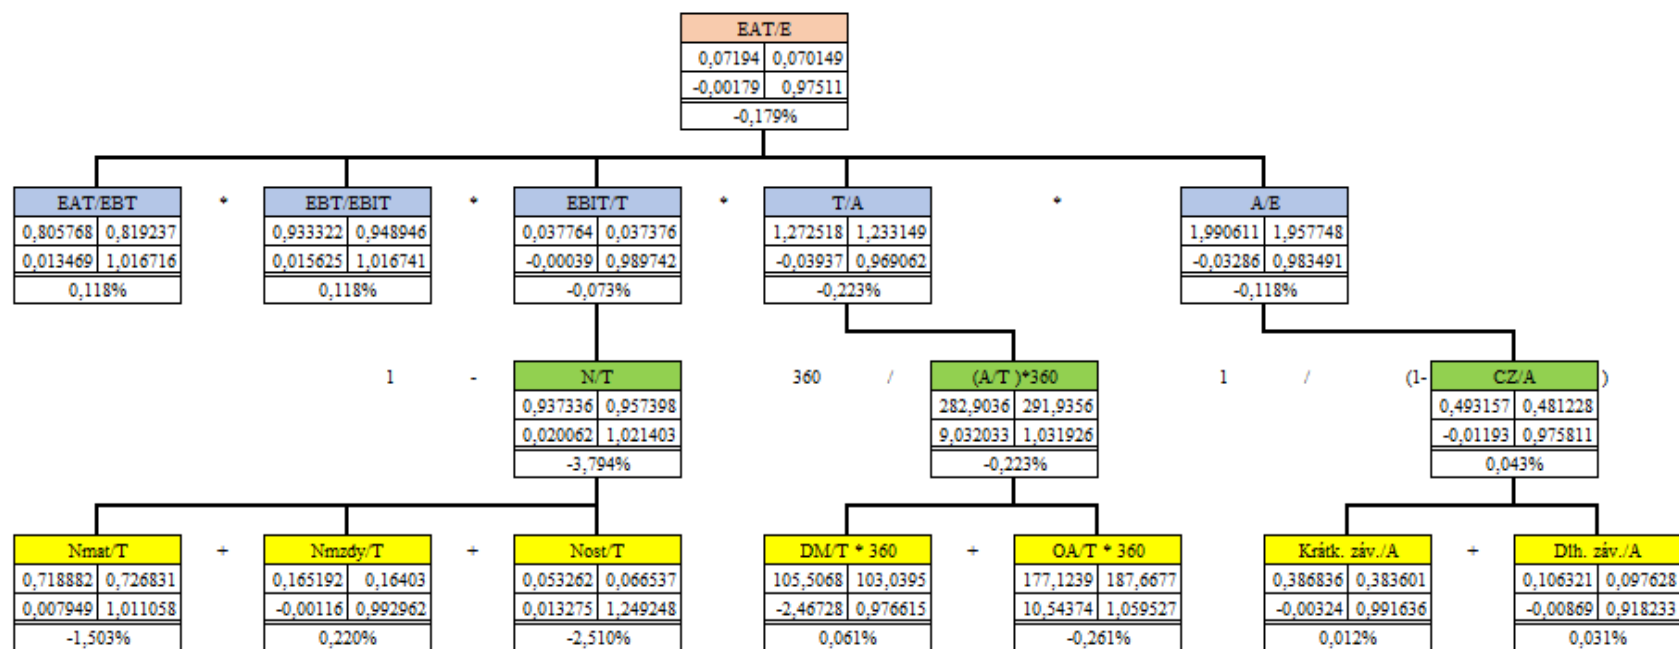 EAT/E
0,07194 0,070149
-0,00179 0,97511
-0,179%
EAT/EBT * EBT/EBIT * EBIT/T * T/A * A/E
0,805768 0,819237 0,933322 0,948946 0,037764 0,037376 1,272518 1,233149 1,990611 1,957748
0,013469 1,016716 0,015625 1,016741 -0,00039 0,989742 -0,03937 0,969062 -0,03286 0,983491
0,118% 0,118% -0,073% -0,223% -0,118%
1 - N/T 360 / (A/T )*360 1 / (1- CZ/A )
0,937336 0,957398 282,9036 291,9356 0,493157 0,481228
0,020062 1,021403 9,032033 1,031926 -0,01193 0,975811
-3,794% -0,223% 0,043%
Nmat/T + Nmzdy/T + Nost/T DM/T * 360 + OA/T * 360 Krátk. záv./A + Dlh. záv./A
0,718882 0,726831 0,165192 0,16403 0,053262 0,066537 105,5068 103,0395 177,1239 187,6677 0,386836 0,383601 0,106321 0,097628
0,007949 1,011058 -0,00116 0,992962 0,013275 1,249248 -2,46728 0,976615 10,54374 1,059527 -0,00324 0,991636 -0,00869 0,918233
-1,503% 0,220% -2,510% 0,061% -0,261% 0,012% 0,031%